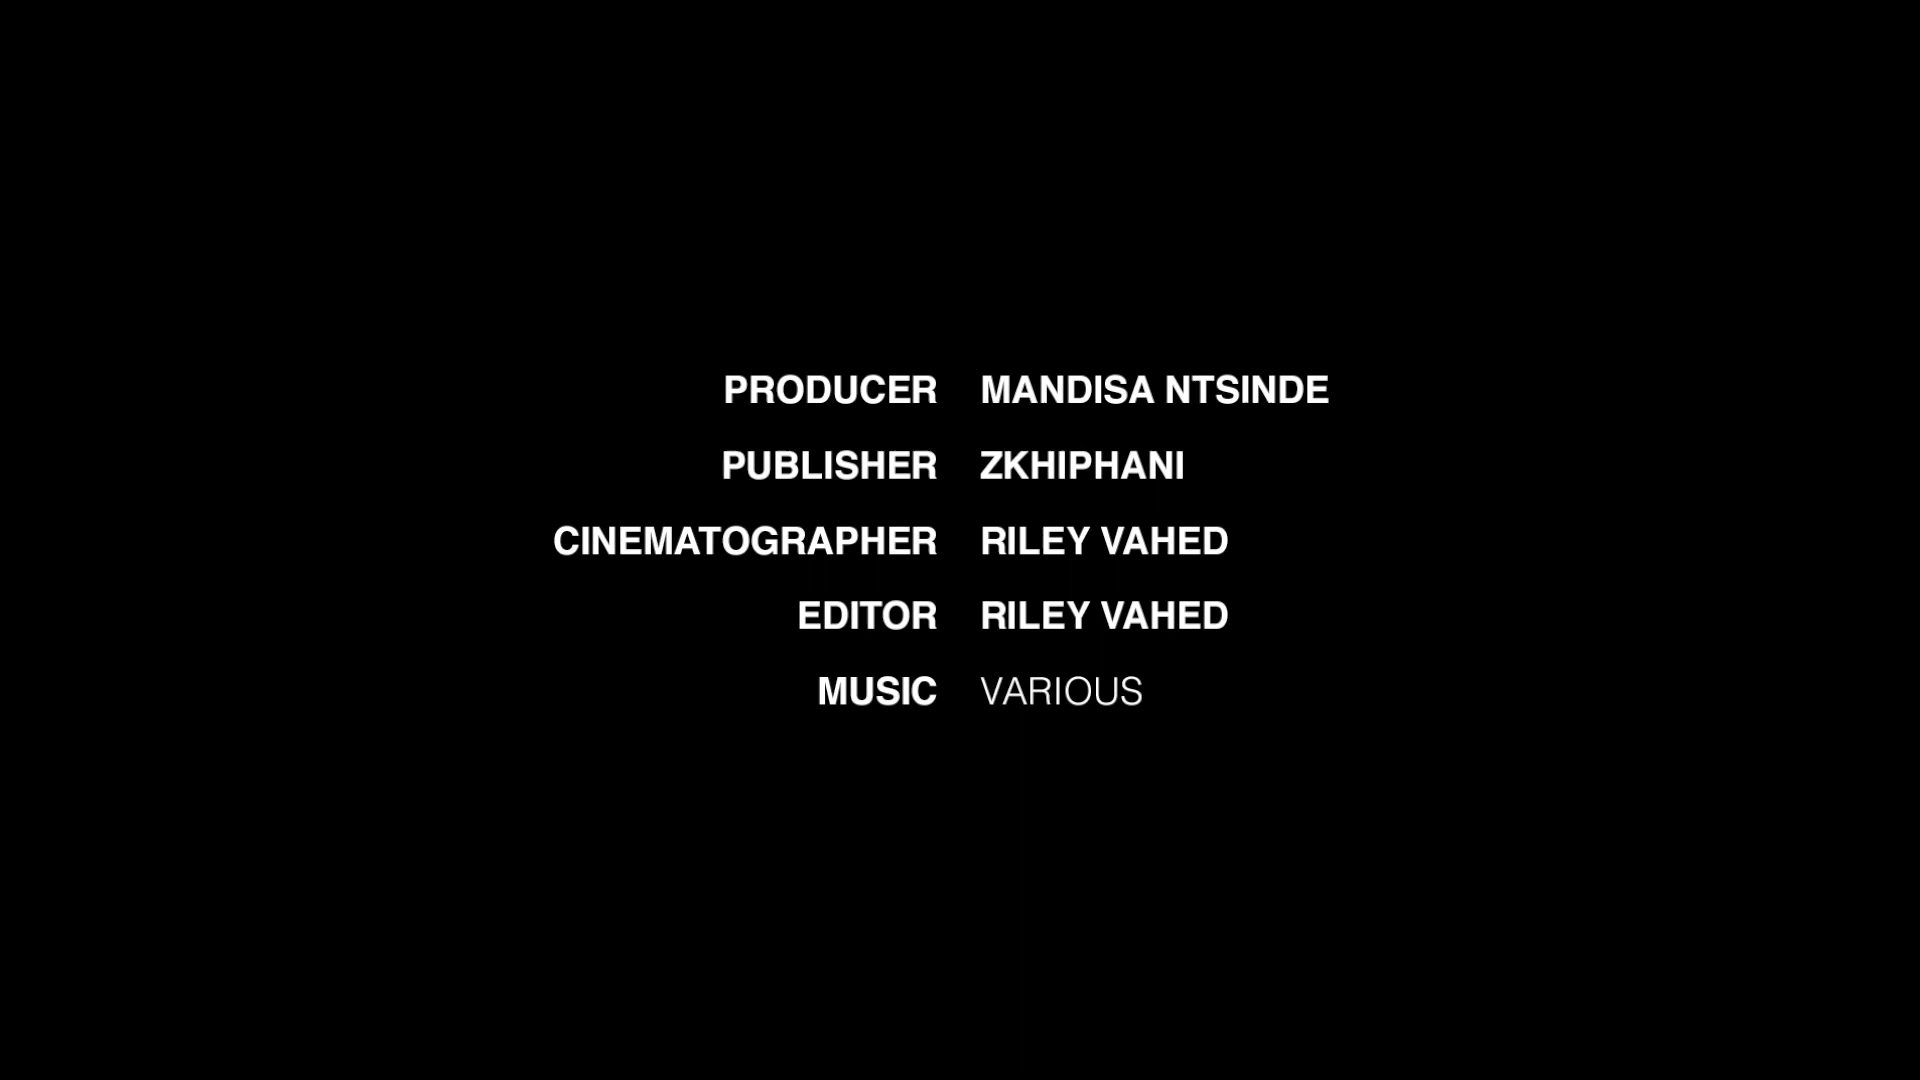 PRODUCER MANDISA NTSINDE
PUBLISHER ZKHIPHANI
CINEMATOGRAPHER RILEY VAHED
EDITOR RILEY VAHED
MUSIC VARIOUS